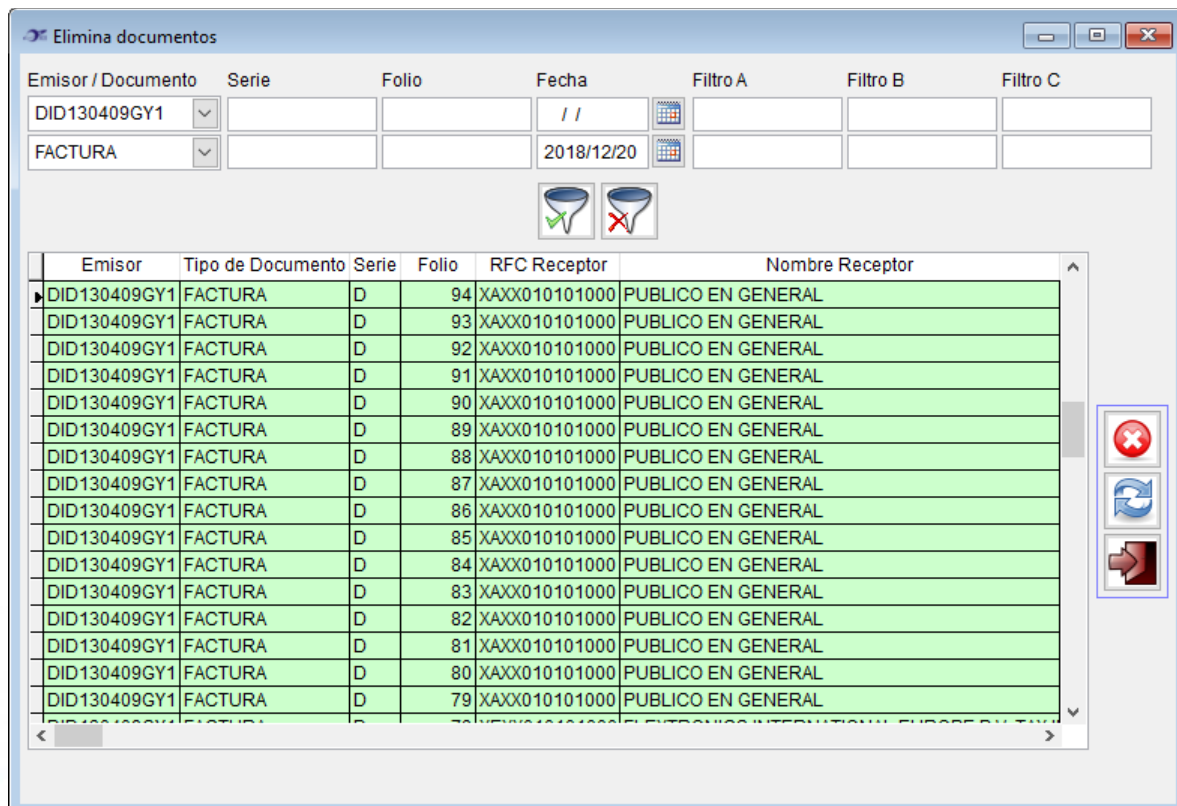 Elimina documentos
Emisor / Documento Serie Folio Fecha Filtro A Filtro B Filtro C
DID130409GY1 / /
FACTURA 2018/12/20
Emisor Tipo de Documento Serie Folio RFC Receptor Nombre Receptor
DID130409GY1 FACTURA D 94 XAXX010101000 PUBLICO EN GENERAL
DID130409GY1 FACTURA D 93 XAXX010101000 PUBLICO EN GENERAL
DID130409GY1 FACTURA D 92 XAXX010101000 PUBLICO EN GENERAL
DID130409GY1 FACTURA D 91 XAXX010101000 PUBLICO EN GENERAL
DID130409GY1 FACTURA D 90 XAXX010101000 PUBLICO EN GENERAL
DID130409GY1 FACTURA D 89 XAXX010101000 PUBLICO EN GENERAL
DID130409GY1 FACTURA D 88 XAXX010101000 PUBLICO EN GENERAL
DID130409GY1 FACTURA D 87 XAXX010101000 PUBLICO EN GENERAL
DID130409GY1 FACTURA D 86 XAXX010101000 PUBLICO EN GENERAL
DID130409GY1 FACTURA D 85 XAXX010101000 PUBLICO EN GENERAL
DID130409GY1 FACTURA D 84 XAXX010101000 PUBLICO EN GENERAL
DID130409GY1 FACTURA D 83 XAXX010101000 PUBLICO EN GENERAL
DID130409GY1 FACTURA D 82 XAXX010101000 PUBLICO EN GENERAL
DID130409GY1 FACTURA D 81 XAXX010101000 PUBLICO EN GENERAL
DID130409GY1 FACTURA D 80 XAXX010101000 PUBLICO EN GENERAL
DID130409GY1 FACTURA D 79 XAXX010101000 PUBLICO EN GENERAL